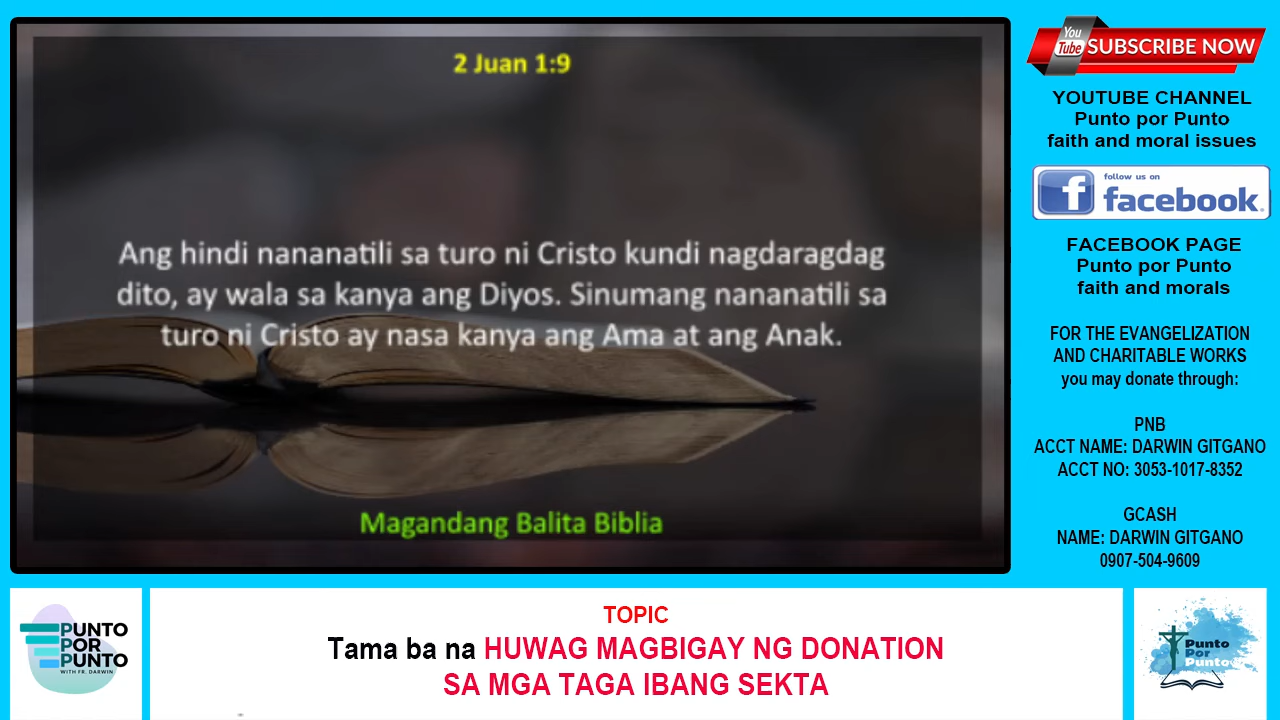 2 Juan 1:9
Ang hindi nananatili sa turo ni Cristo kundi nagdaragdag
dito, ay wala sa kanya ang Diyos. Sinumang nananatili sa
turo ni Cristo ay nasa kanya ang Ama at ang Anak.
Magandang Balita Biblia
You
Tube
SUBSCRIBE NOW
YOUTUBE CHANNEL
Punto por Punto
faith and moral issues
follow us on
f facebook.
FACEBOOK PAGE
Punto por Punto
faith and morals
FOR THE EVANGELIZATION
AND CHARITABLE WORKS
you may donate through:
PNB
ACCT NAME: DARWIN GITGANO
ACCT NO: 3053-1017-8352
GCASH
NAME: DARWIN GITGANO
0907-504-9609
PUNTO
POR
PUNTO
WITH FR. DARWIN
TOPIC
Tama ba na HUWAG MAGBIGAY NG DONATION
SA MGA TAGA IBANG SEKTA
Punto
Por
Punto